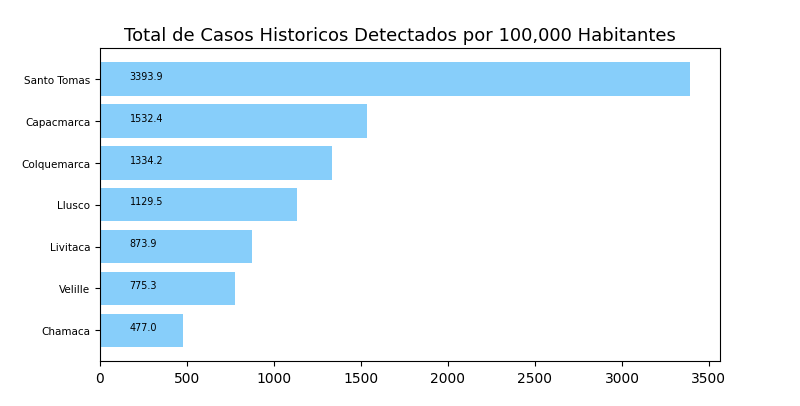 Total de Casos Historicos Detectados por 100,000 Habitantes
Santo Tomas 3393.9
Capacmarca 1532.4
Colquemarca 1334.2
Llusco 1129.5
Livitaca 873.9
Velille 775.3
Chamaca 477.0
0 500 1000 1500 2000 2500 3000 3500